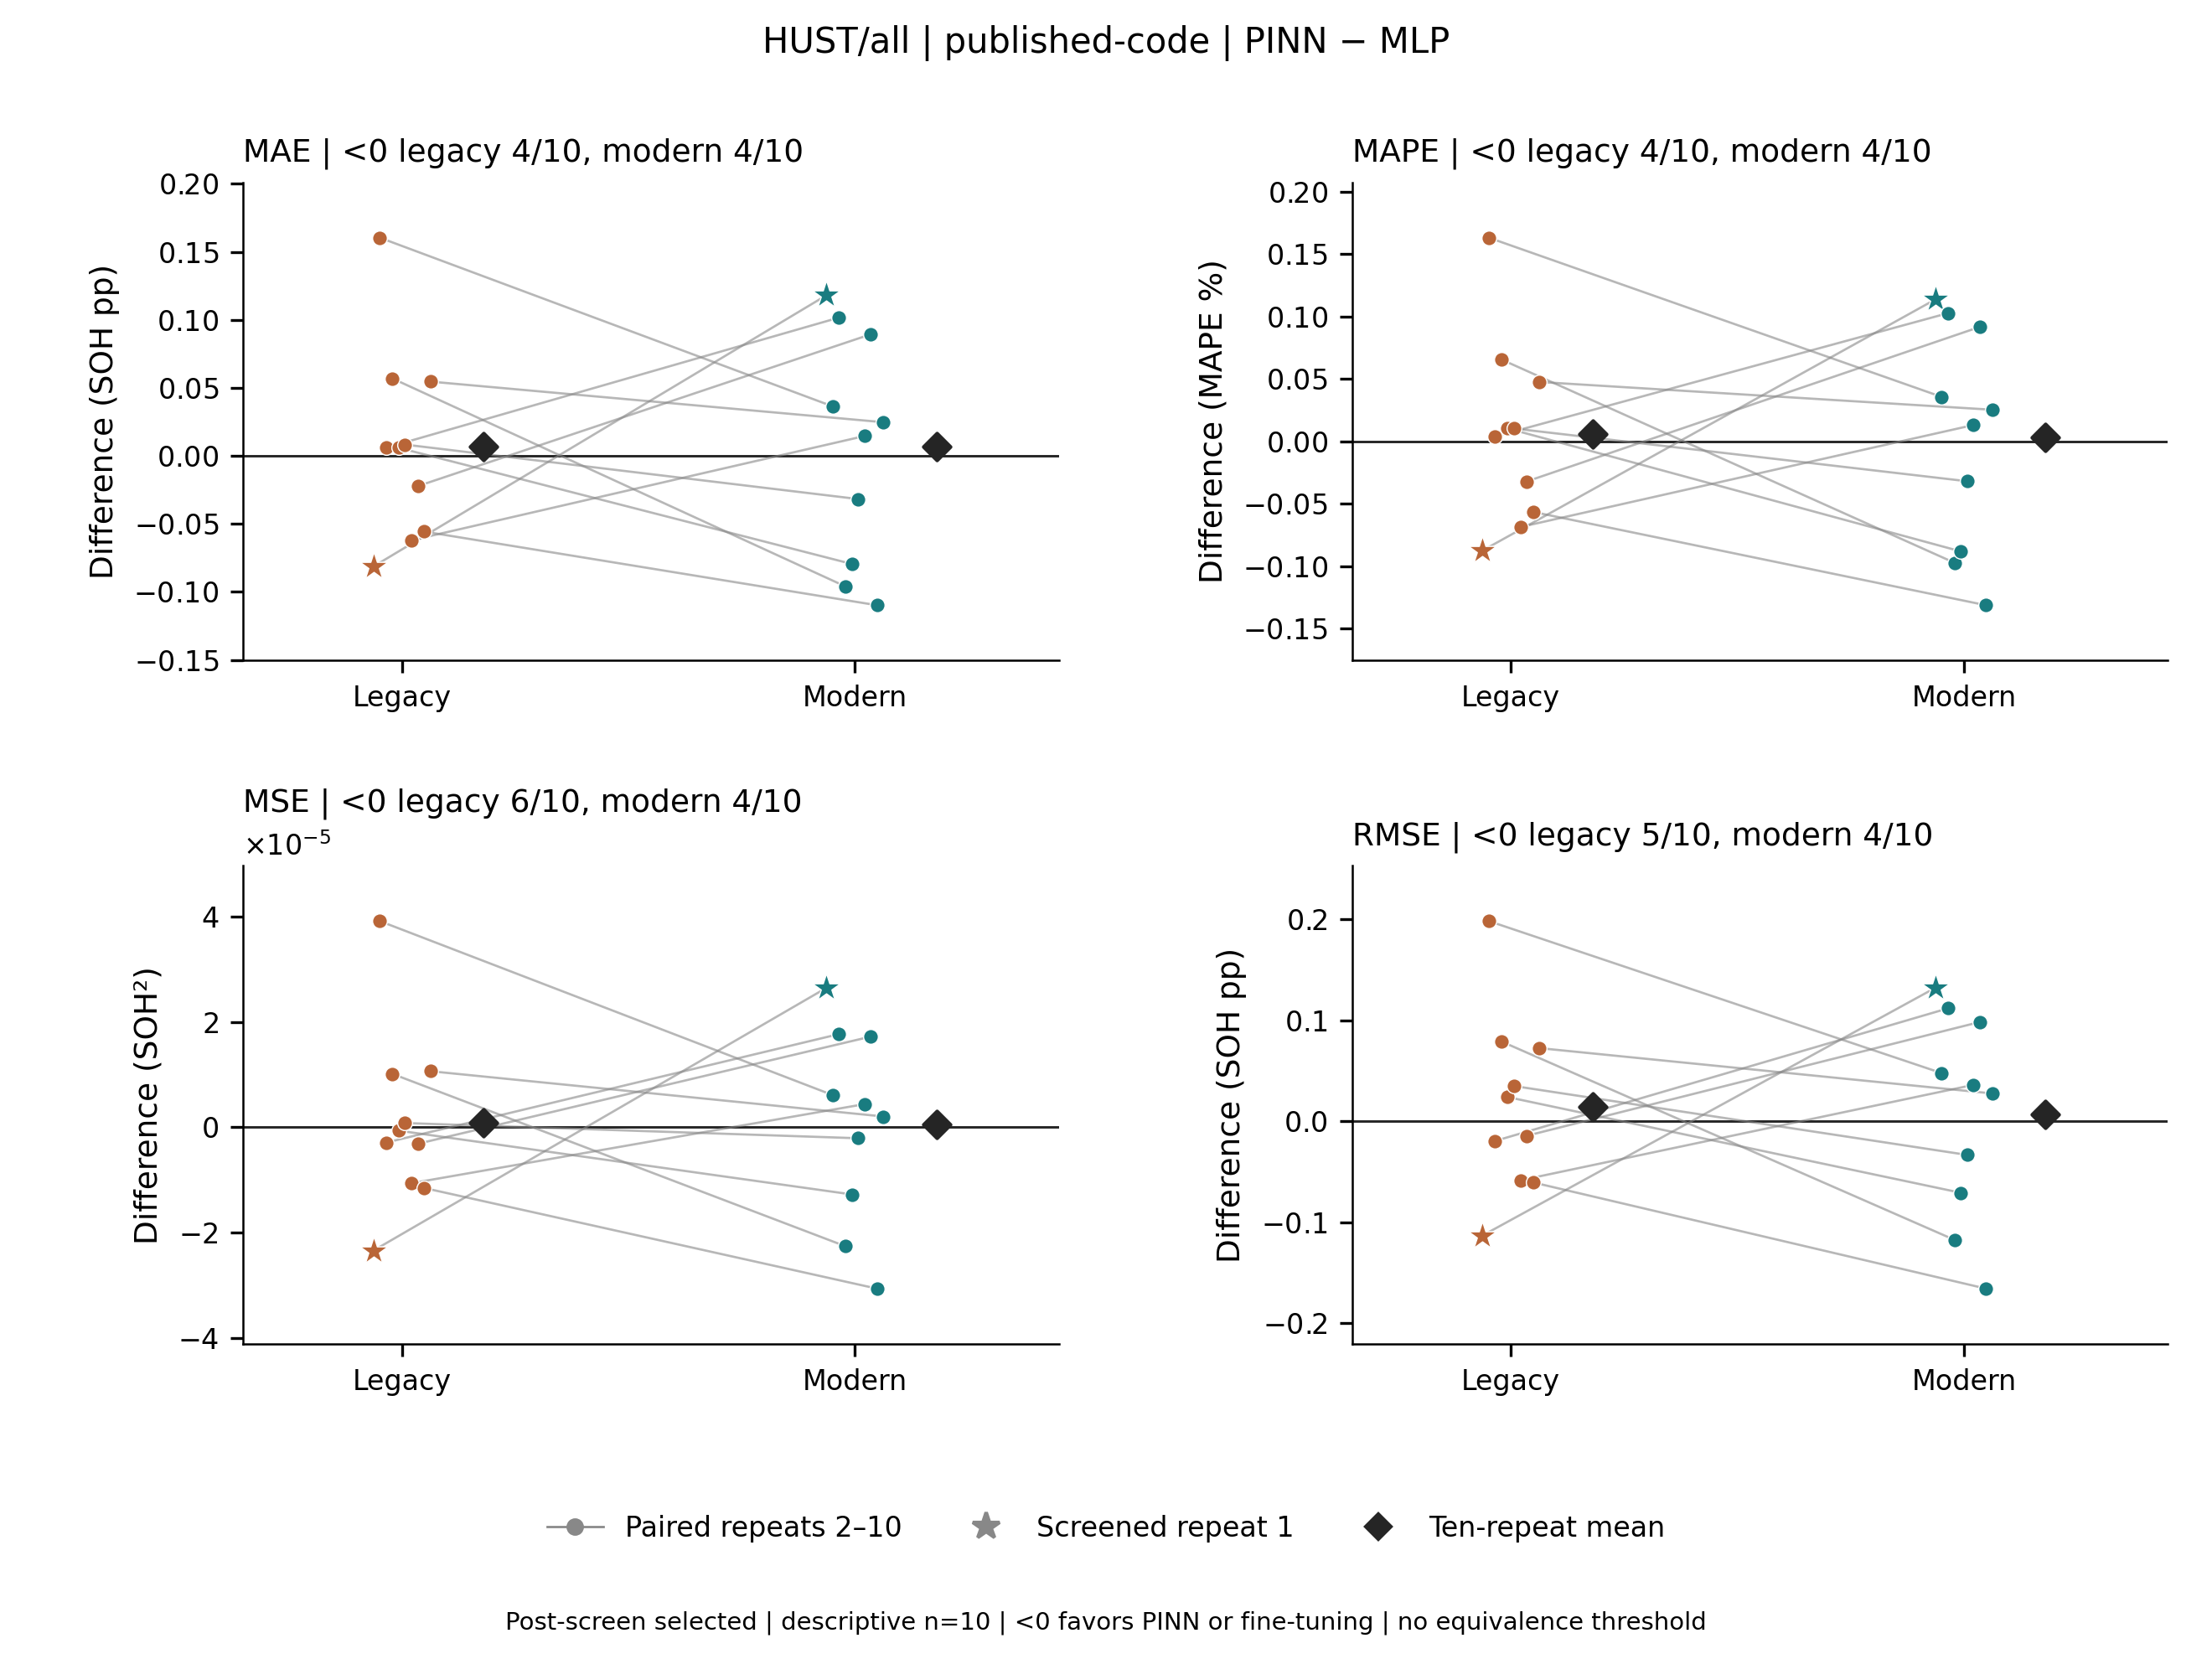 HUST/all | published-code | PINN − MLP
MAE | <0 legacy 4/10, modern 4/10
Difference (SOH pp)
0.20
0.15
0.10
0.05
0.00
−0.05
−0.10
−0.15
Legacy
Modern
MAPE | <0 legacy 4/10, modern 4/10
Difference (MAPE %)
0.20
0.15
0.10
0.05
0.00
−0.05
−0.10
−0.15
Legacy
Modern
MSE | <0 legacy 6/10, modern 4/10
×10⁻⁵
Difference (SOH²)
4
2
0
−2
−4
Legacy
Modern
RMSE | <0 legacy 5/10, modern 4/10
Difference (SOH pp)
0.2
0.1
0.0
−0.1
−0.2
Legacy
Modern
Paired repeats 2–10
Screened repeat 1
Ten-repeat mean
Post-screen selected | descriptive n=10 | <0 favors PINN or fine-tuning | no equivalence threshold